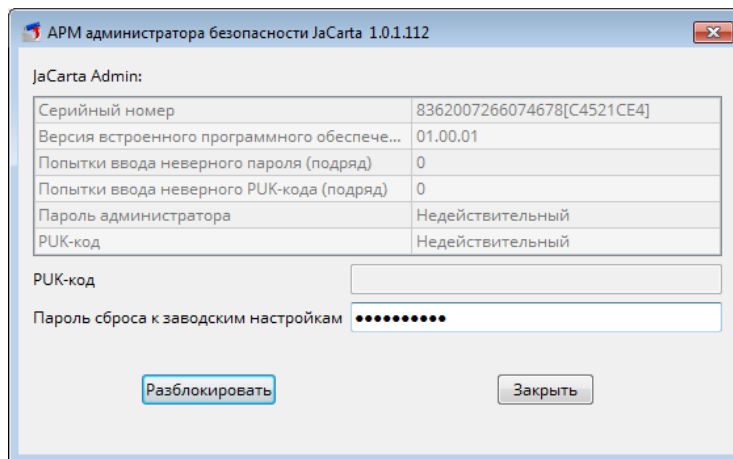 АРМ администратора безопасности JaCarta 1.0.1.112
JaCarta Admin:
Серийный номер 8362007266074678[C4521CE4]
Версия встроенного программного обеспече... 01.00.01
Попытки ввода неверного пароля (подряд) 0
Попытки ввода неверного PUK-кода (подряд) 0
Пароль администратора Недействительный
PUK-код Недействительный
PUK-код
Пароль сброса к заводским настройкам ●●●●●●●●●●
Разблокировать Закрыть